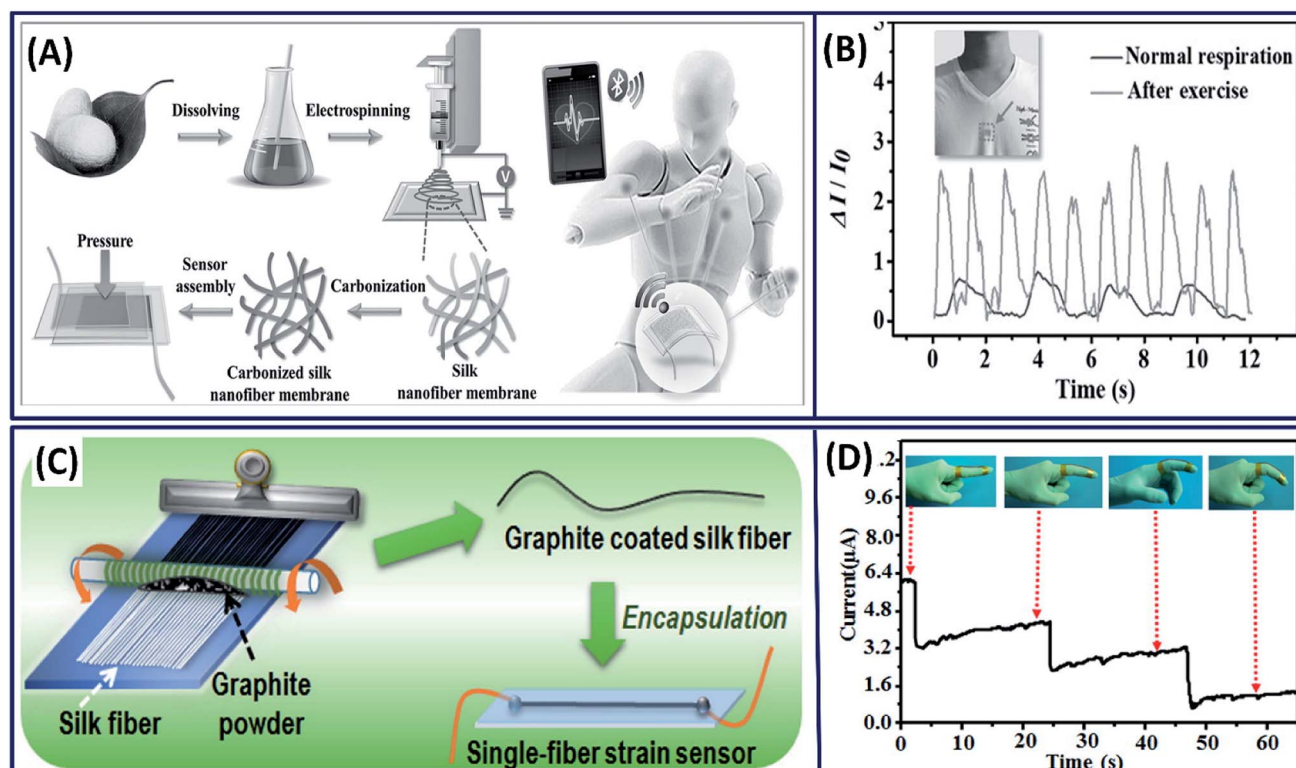 (A)
Dissolving
Electrospinning
V
Pressure
Sensor
assembly
Carbonization
Carbonized silk
nanofiber membrane
Silk
nanofiber membrane
(B)
Normal respiration
After exercise
ΔI / I0
5
4
3
2
1
0
0 2 4 6 8 10 12
Time (s)
(C)
Graphite coated silk fiber
Encapsulation
Graphite
powder
Silk fiber
Single-fiber strain sensor
(D)
.2
9.6
8.0
6.4
4.8
3.2
1.6
0.0
Current(μA)
0 10 20 30 40 50 60
Time (s)